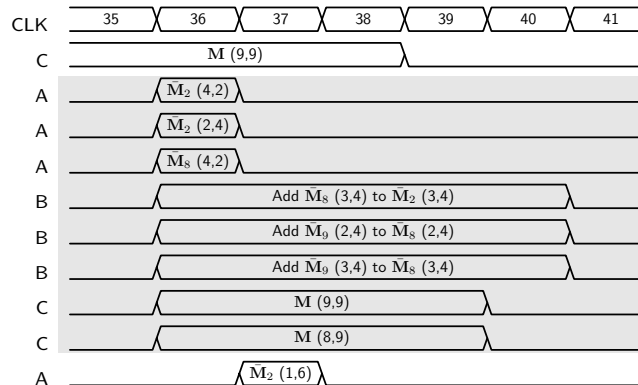 CLK 35 36 37 38 39 40 41
C M (9,9)
A M̄₂ (4,2)
A M̄₂ (2,4)
A M̄₈ (4,2)
B Add M̄₈ (3,4) to M̄₂ (3,4)
B Add M̄₉ (2,4) to M̄₈ (2,4)
B Add M̄₉ (3,4) to M̄₈ (3,4)
C M (9,9)
C M (8,9)
A M̄₂ (1,6)